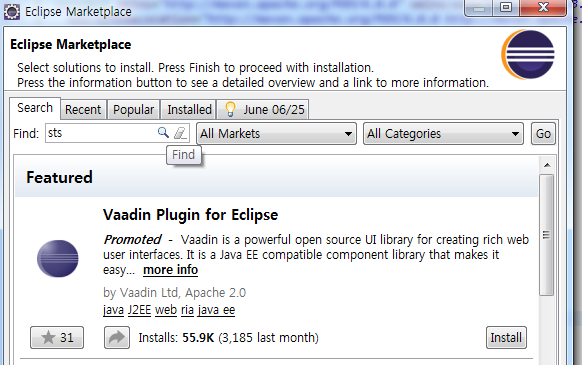 Eclipse Marketplace
Eclipse Marketplace
Select solutions to install. Press Finish to proceed with installation.
Press the information button to see a detailed overview and a link to more information.
Search Recent Popular Installed June 06/25
Find: sts All Markets All Categories Go
Find
Featured
Vaadin Plugin for Eclipse
Promoted - Vaadin is a powerful open source UI library for creating rich web
user interfaces. It is a Java EE compatible component library that makes it
easy... more info
by Vaadin Ltd, Apache 2.0
java J2EE web ria java ee
31 Installs: 55.9K (3,185 last month) Install